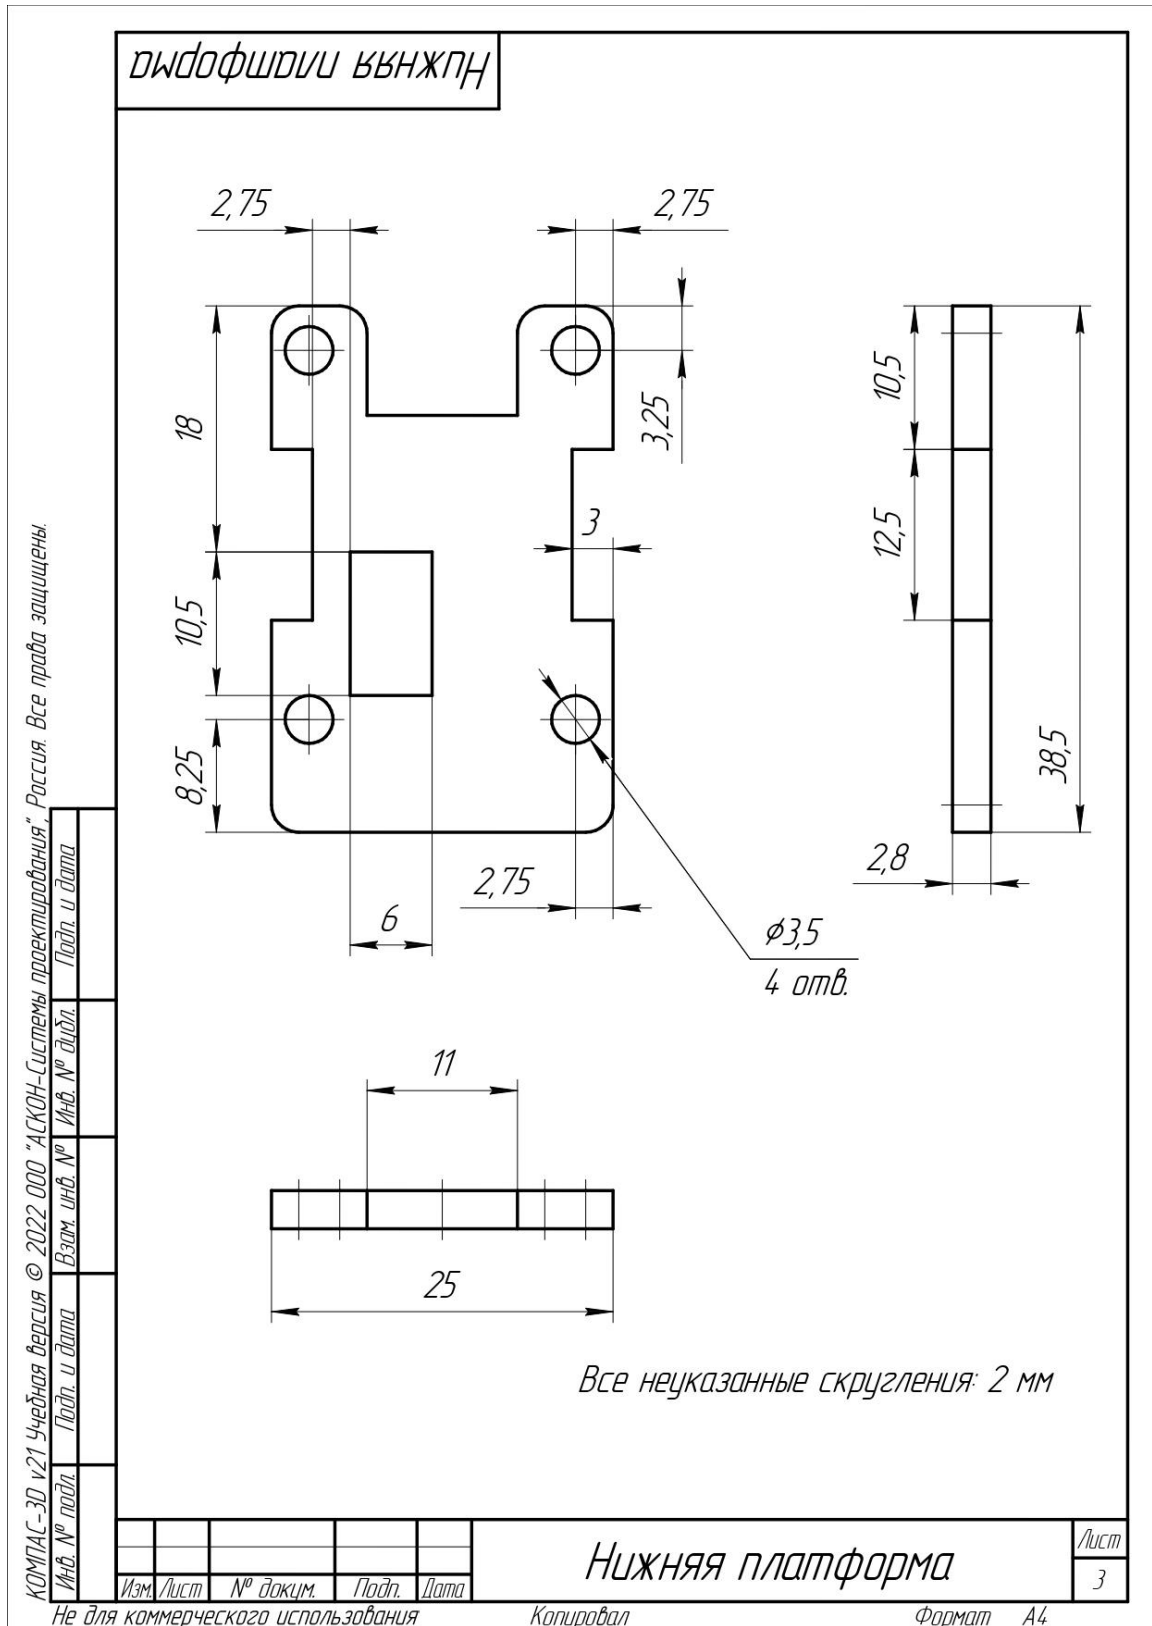 Нижняя платформа
2,75
2,75
18
3,25
10,5
12,5
3
10,5
8,25
38,5
2,75
2,8
6
⌀3,5
4 отв.
11
25
Все неуказанные скругления: 2 мм
КОМПАС-3D v21 Учебная версия © 2022 ООО "АСКОН-Системы проектирования", Россия. Все права защищены.
Подп. и дата
Инв. № дубл.
Взам. инв. №
Подп. и дата
Инв. № подл.
Изм. Лист № докум. Подп. Дата
Нижняя платформа
Лист
3
Не для коммерческого использования
Копировал
Формат A4